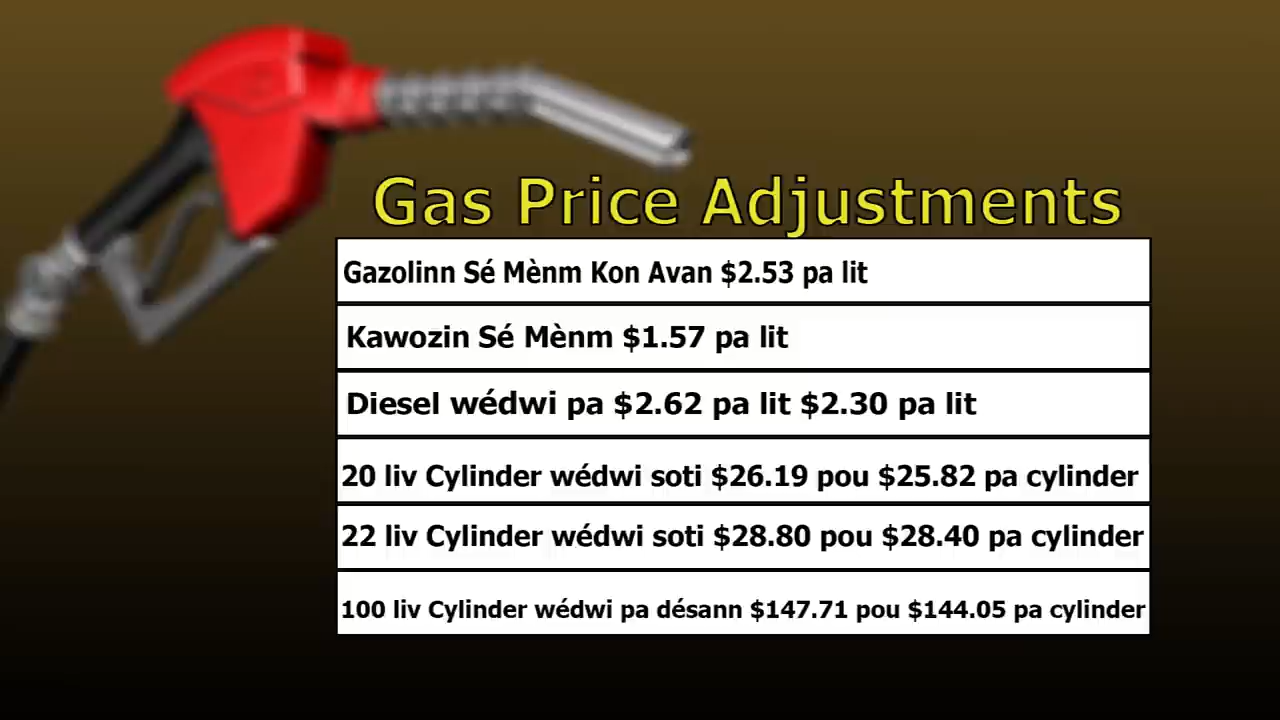 Gas Price Adjustments
Gazolinn Sé Mènm Kon Avan $2.53 pa lit
Kawozin Sé Mènm $1.57 pa lit
Diesel wédwi pa $2.62 pa lit $2.30 pa lit
20 liv Cylinder wédwi soti $26.19 pou $25.82 pa cylinder
22 liv Cylinder wédwi soti $28.80 pou $28.40 pa cylinder
100 liv Cylinder wédwi pa désann $147.71 pou $144.05 pa cylinder